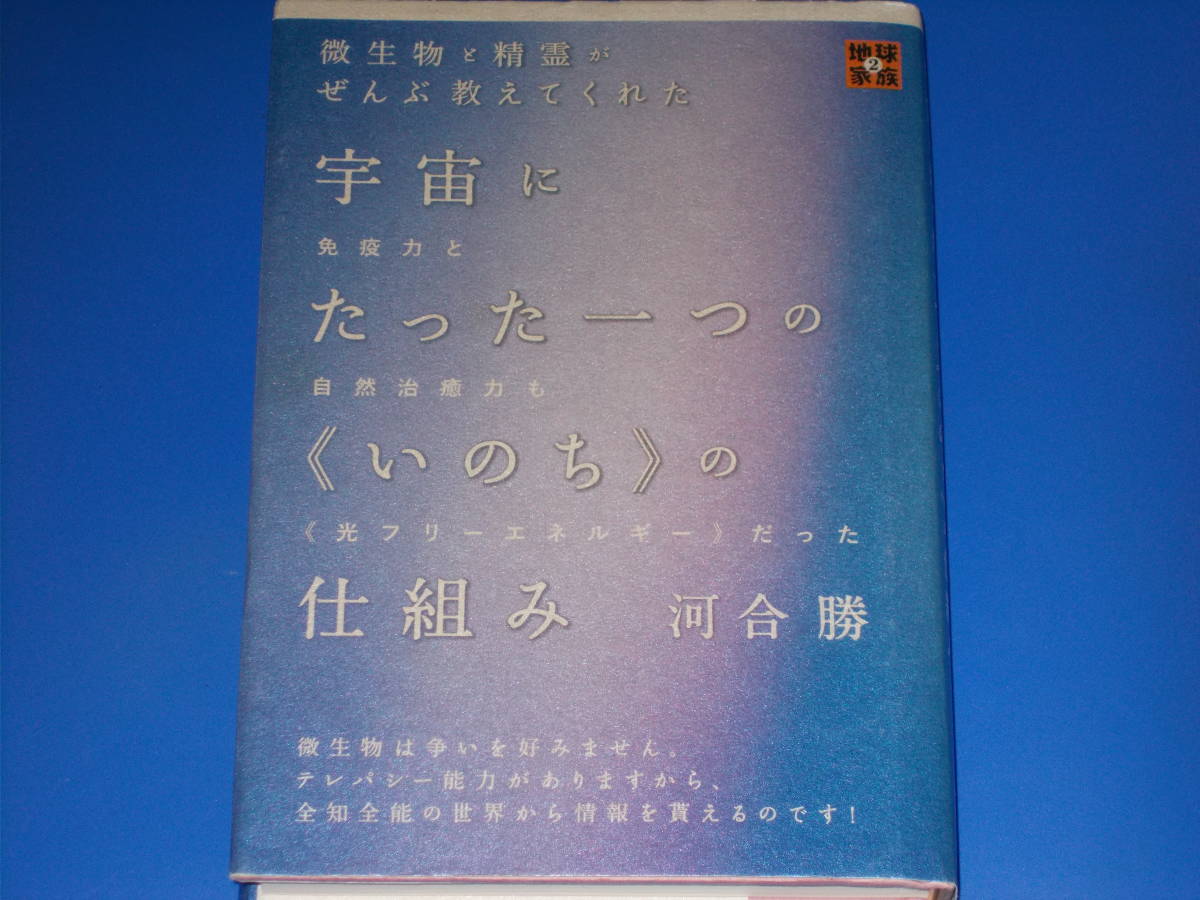 微生物と精霊が
ぜんぶ教えてくれた
地球
2
家族
宇宙に
免疫力と
たった一つの
自然治癒力も
《いのち》の
《光フリーエネルギー》だった
仕組み 河合勝
微生物は争いを好みません。
テレパシー能力がありますから、
全知全能の世界から情報を貰えるのです!